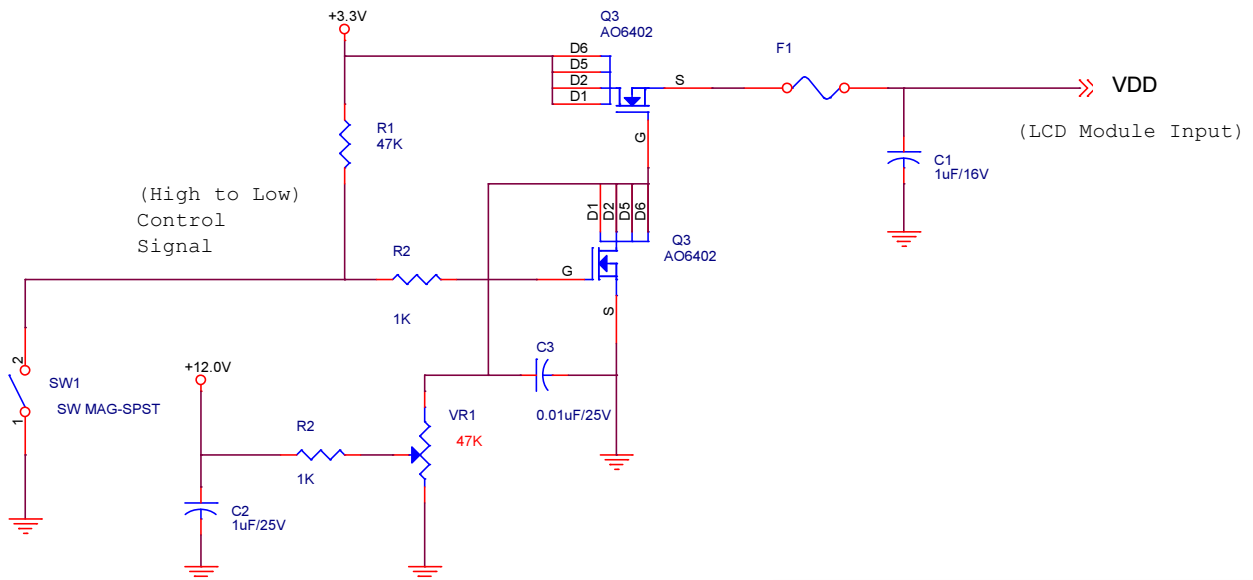 +3.3V
Q3
AO6402
F1
D6
D5
D2
D1
S
VDD
(LCD Module Input)
G
R1
47K
C1
1uF/16V
(High to Low)
Control
Signal
D1
D2
D5
D6
Q3
AO6402
R2
G
1K
S
2
SW1
SW MAG-SPST
1
+12.0V
C3
0.01uF/25V
VR1
47K
R2
1K
C2
1uF/25V